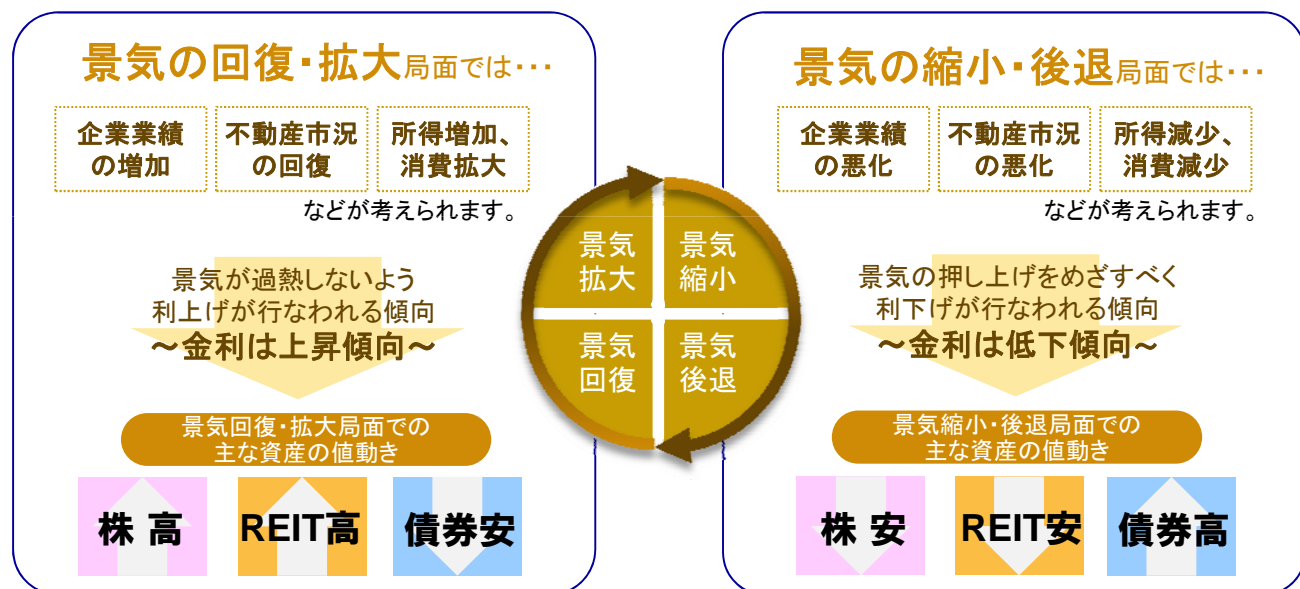 景気の回復・拡大局面では・・・
企業業績
の増加
不動産市況
の回復
所得増加、
消費拡大
などが考えられます。
景気が過熱しないよう
利上げが行なわれる傾向
～金利は上昇傾向～
景気回復・拡大局面での
主な資産の値動き
株 高
REIT高
債券安
景気
拡大
景気
縮小
景気
回復
景気
後退
景気の縮小・後退局面では・・・
企業業績
の悪化
不動産市況
の悪化
所得減少、
消費減少
などが考えられます。
景気の押し上げをめざすべく
利下げが行なわれる傾向
～金利は低下傾向～
景気縮小・後退局面での
主な資産の値動き
株 安
REIT安
債券高